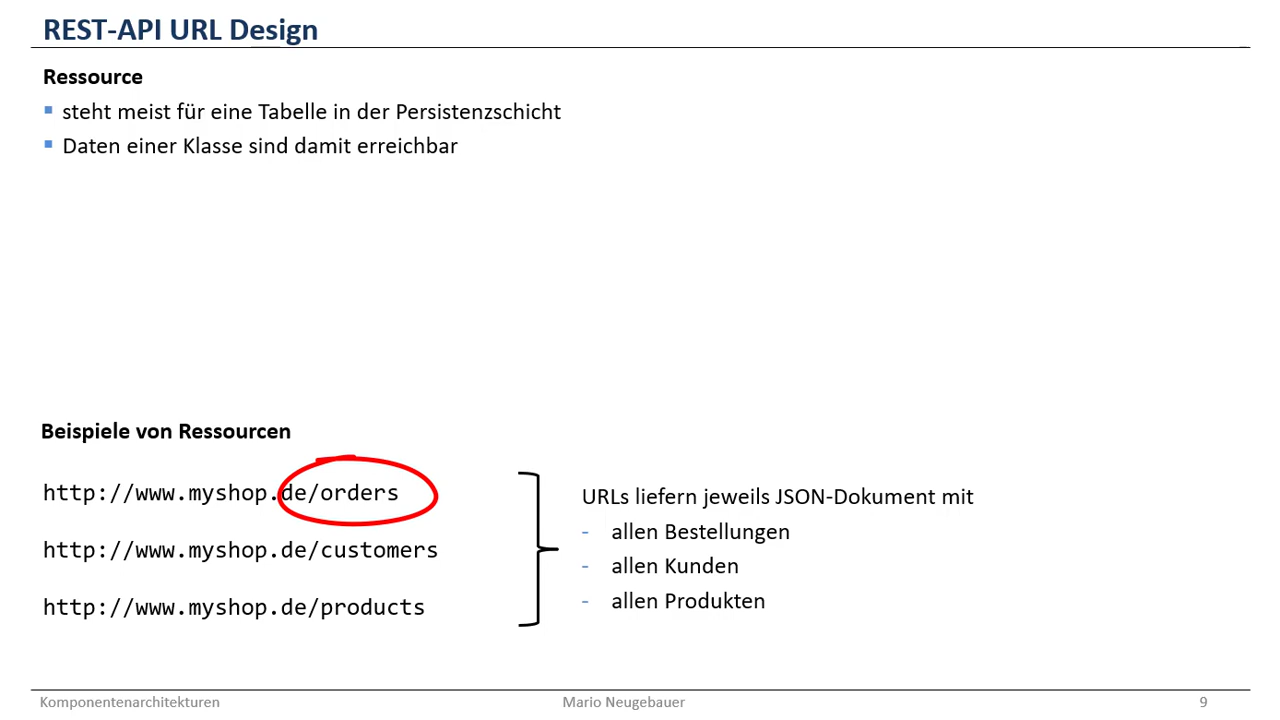 REST-API URL Design
Ressource
steht meist für eine Tabelle in der Persistenzschicht
Daten einer Klasse sind damit erreichbar
Beispiele von Ressourcen
http://www.myshop.de/orders
http://www.myshop.de/customers
http://www.myshop.de/products
URLs liefern jeweils JSON-Dokument mit
- allen Bestellungen
- allen Kunden
- allen Produkten
Komponentenarchitekturen
Mario Neugebauer
9